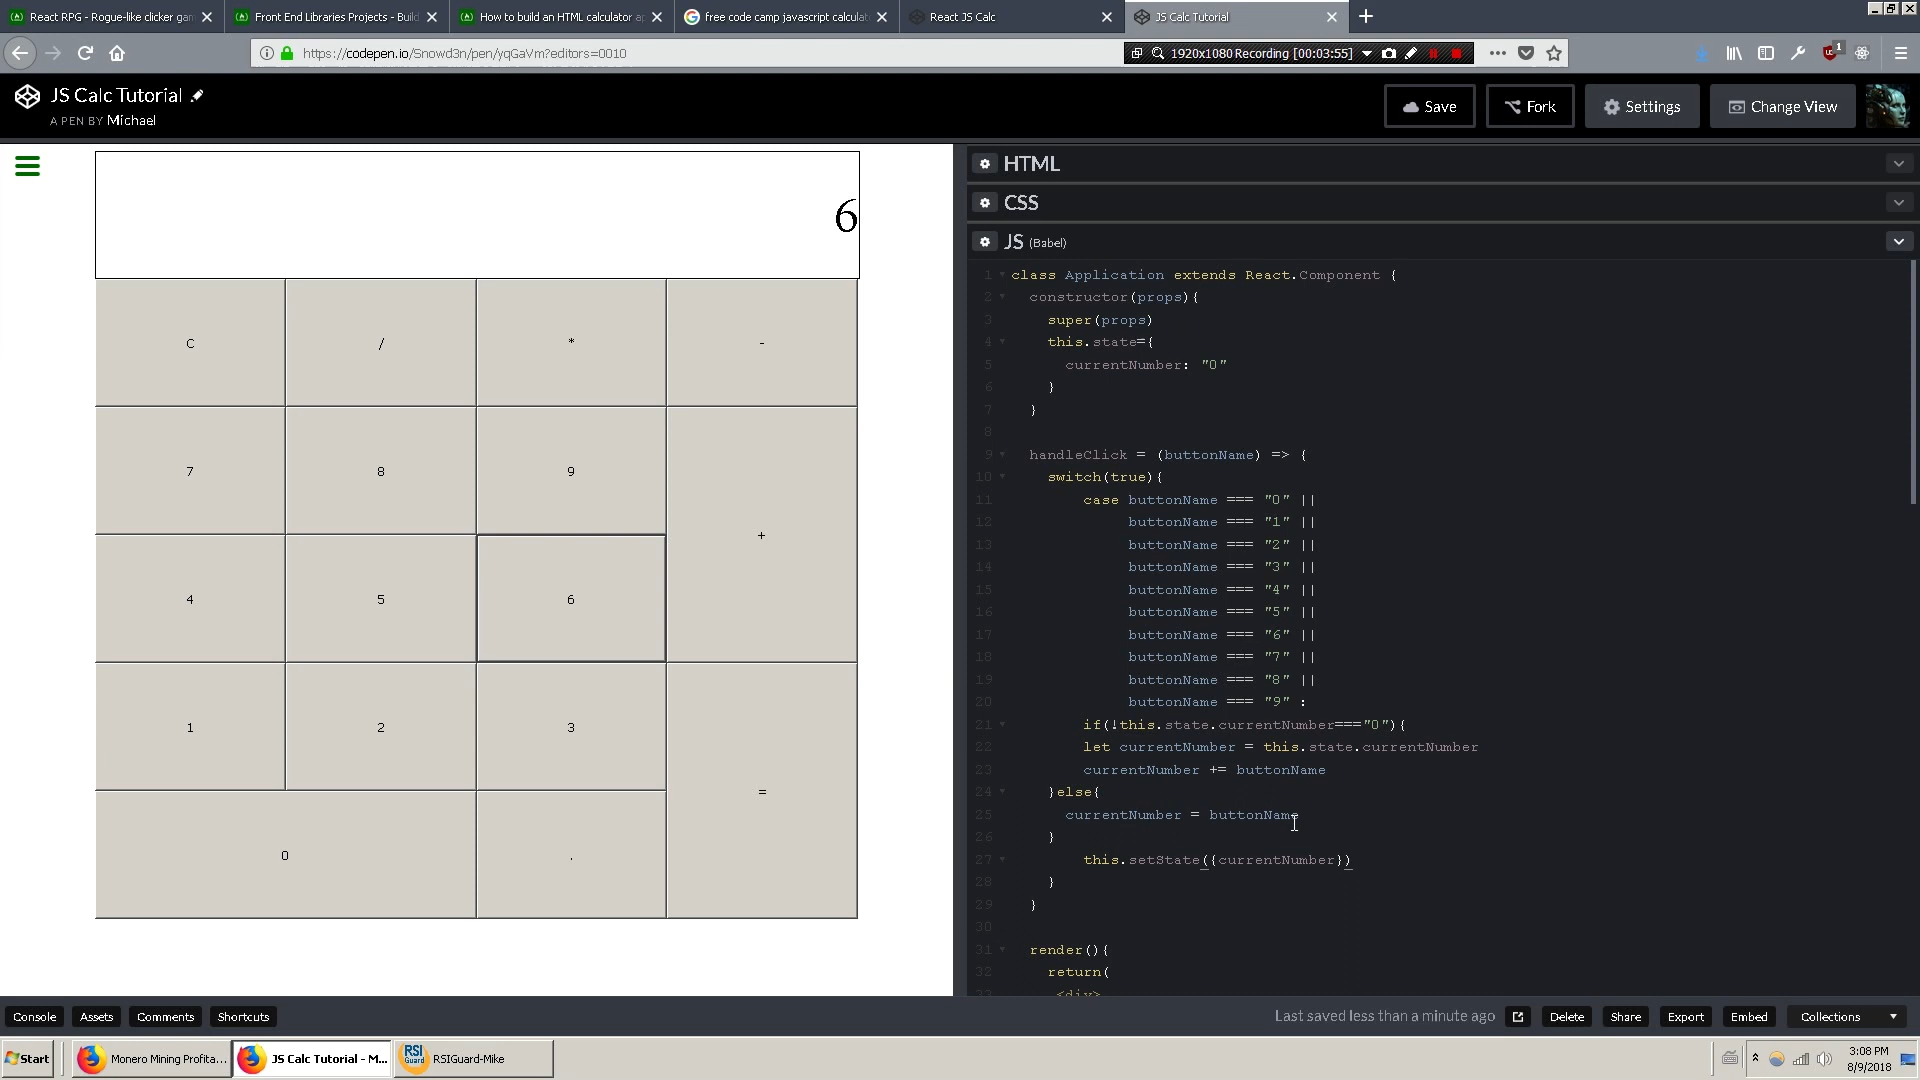 React RPG - Rogue-like clicker gam
Front End Libraries Projects - Build
How to build an HTML calculator a
free code camp javascript calculat
React JS Calc
JS Calc Tutorial
https://codepen.io/Snowd3n/pen/yqGaVm?editors=0010
1920x1080 Recording [00:03:55]
1
JS Calc Tutorial
A PEN BY Michael
Save
Fork
Settings
Change View
6
C / * -
7 8 9
+
4 5 6
1 2 3
=
0 .
HTML
CSS
JS (Babel)
1 class Application extends React.Component {
2 constructor(props){
3 super(props)
4 this.state={
5 currentNumber: "0"
6 }
7 }
8
9 handleClick = (buttonName) => {
10 switch(true){
11 case buttonName === "0" ||
12 buttonName === "1" ||
13 buttonName === "2" ||
14 buttonName === "3" ||
15 buttonName === "4" ||
16 buttonName === "5" ||
17 buttonName === "6" ||
18 buttonName === "7" ||
19 buttonName === "8" ||
20 buttonName === "9" :
21 if(!this.state.currentNumber==="0"){
22 let currentNumber = this.state.currentNumber
23 currentNumber += buttonName
24 }else{
25 currentNumber = buttonName
26 }
27 this.setState({currentNumber})
28 }
29 }
30
31 render(){
32 return(
33 <div>
Console
Assets
Comments
Shortcuts
Last saved less than a minute ago
Delete
Share
Export
Embed
Collections
Start
Monero Mining Profita...
JS Calc Tutorial - M...
RSI Guard
RSIGuard-Mike
3:08 PM
8/9/2018